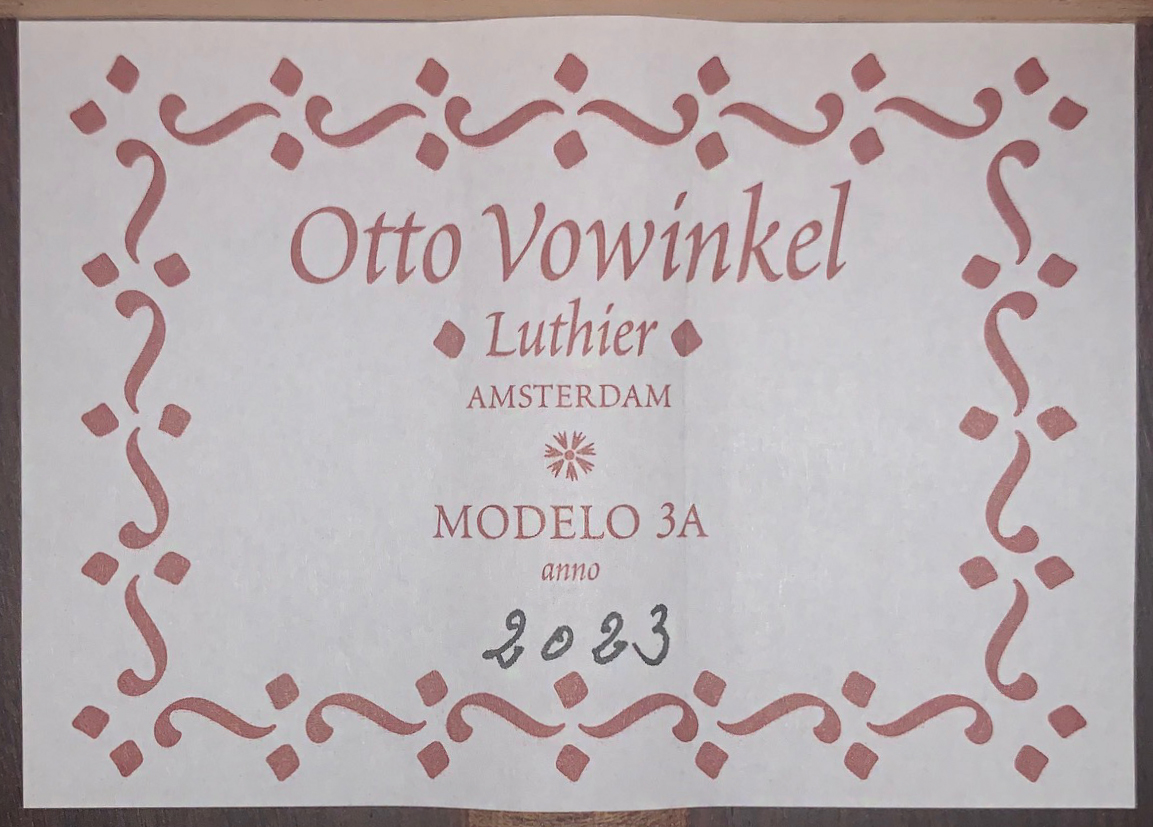 Otto Vowinkel
Luthier
AMSTERDAM
MODELO 3A
anno
2023